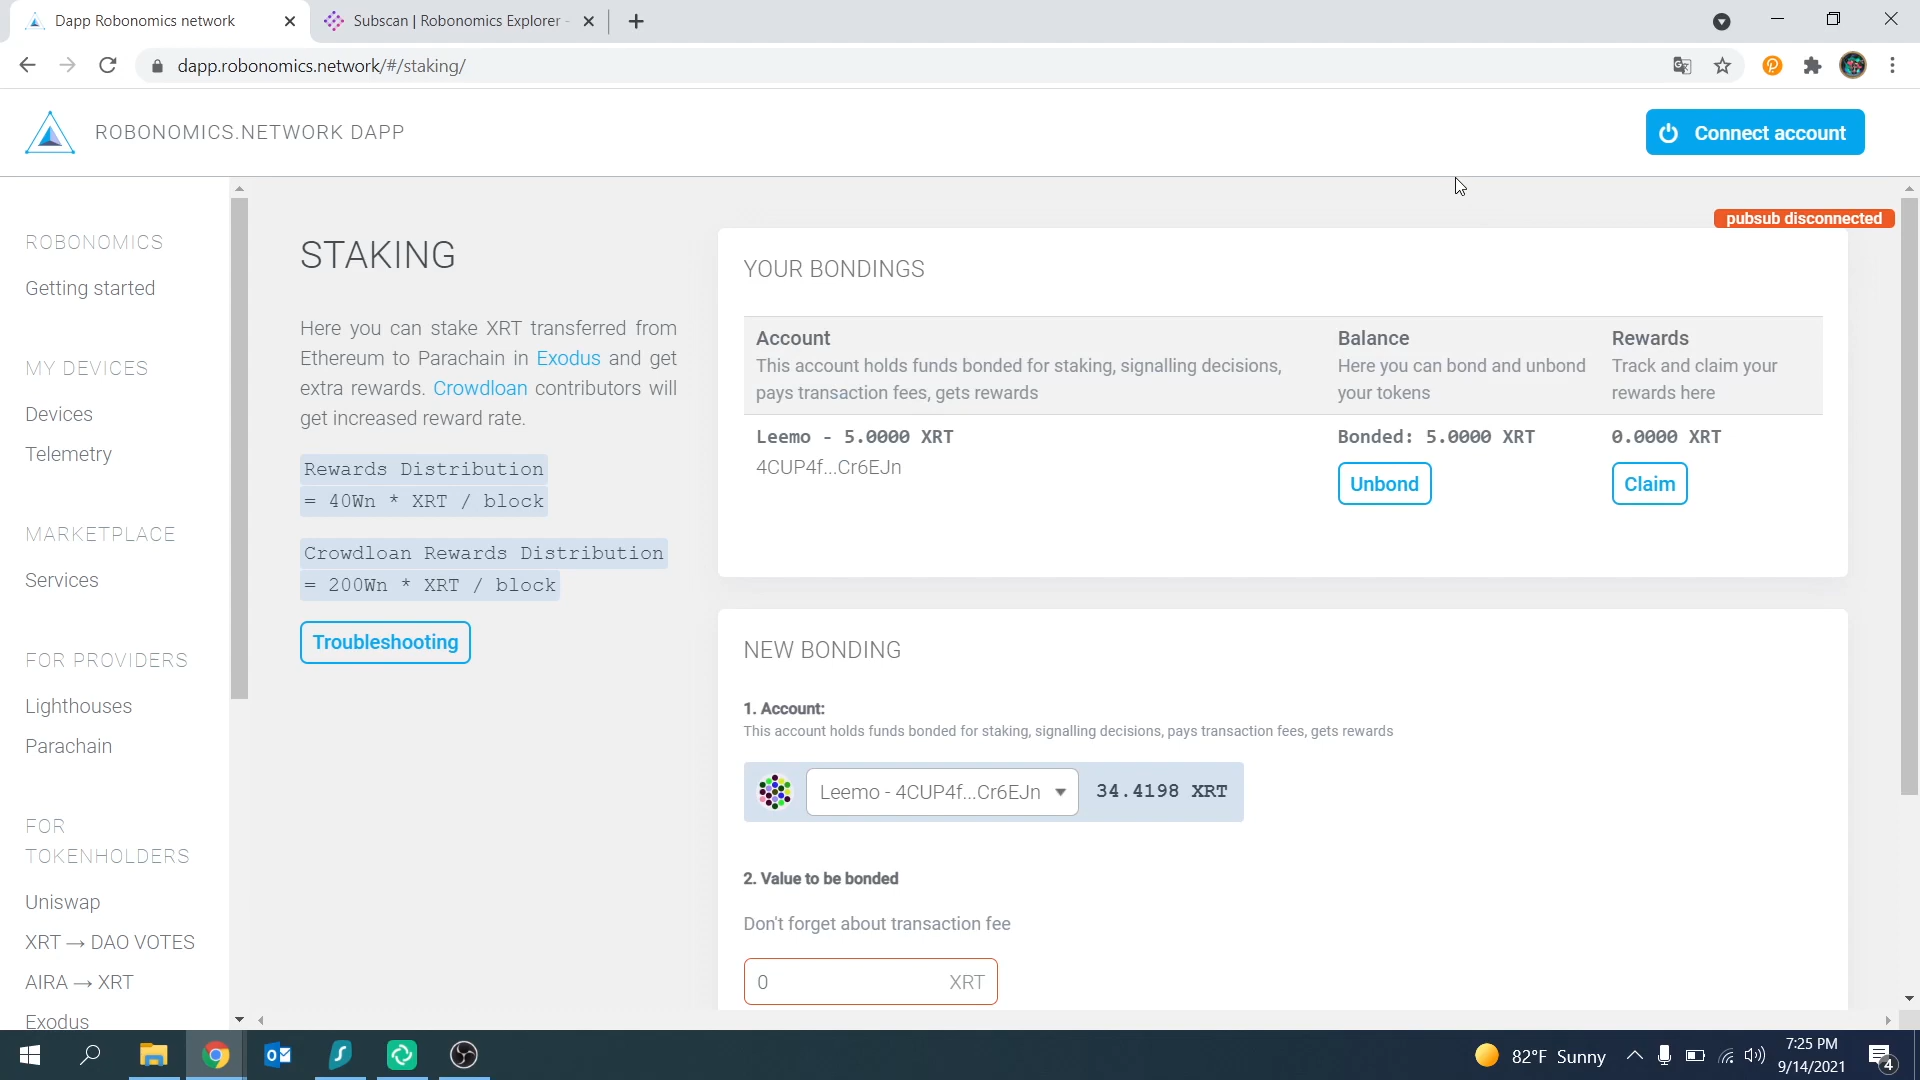 Dapp Robonomics network
Subscan | Robonomics Explorer -
dapp.robonomics.network/#/staking/
ROBONOMICS.NETWORK DAPP
Connect account
pubsub disconnected
ROBONOMICS
Getting started
MY DEVICES
Devices
Telemetry
MARKETPLACE
Services
FOR PROVIDERS
Lighthouses
Parachain
FOR
TOKENHOLDERS
Uniswap
XRT → DAO VOTES
AIRA → XRT
Exodus
STAKING
Here you can stake XRT transferred from
Ethereum to Parachain in Exodus and get
extra rewards. Crowdloan contributors will
get increased reward rate.
Rewards Distribution
= 40Wn * XRT / block
Crowdloan Rewards Distribution
= 200Wn * XRT / block
Troubleshooting
YOUR BONDINGS
Account
This account holds funds bonded for staking, signalling decisions,
pays transaction fees, gets rewards
Balance
Here you can bond and unbond
your tokens
Rewards
Track and claim your
rewards here
Leemo - 5.0000 XRT
4CUP4f...Cr6EJn
Bonded: 5.0000 XRT
Unbond
0.0000 XRT
Claim
NEW BONDING
1. Account:
This account holds funds bonded for staking, signalling decisions, pays transaction fees, gets rewards
Leemo - 4CUP4f...Cr6EJn
34.4198 XRT
2. Value to be bonded
Don't forget about transaction fee
0 XRT
82°F Sunny
7:25 PM
9/14/2021
4